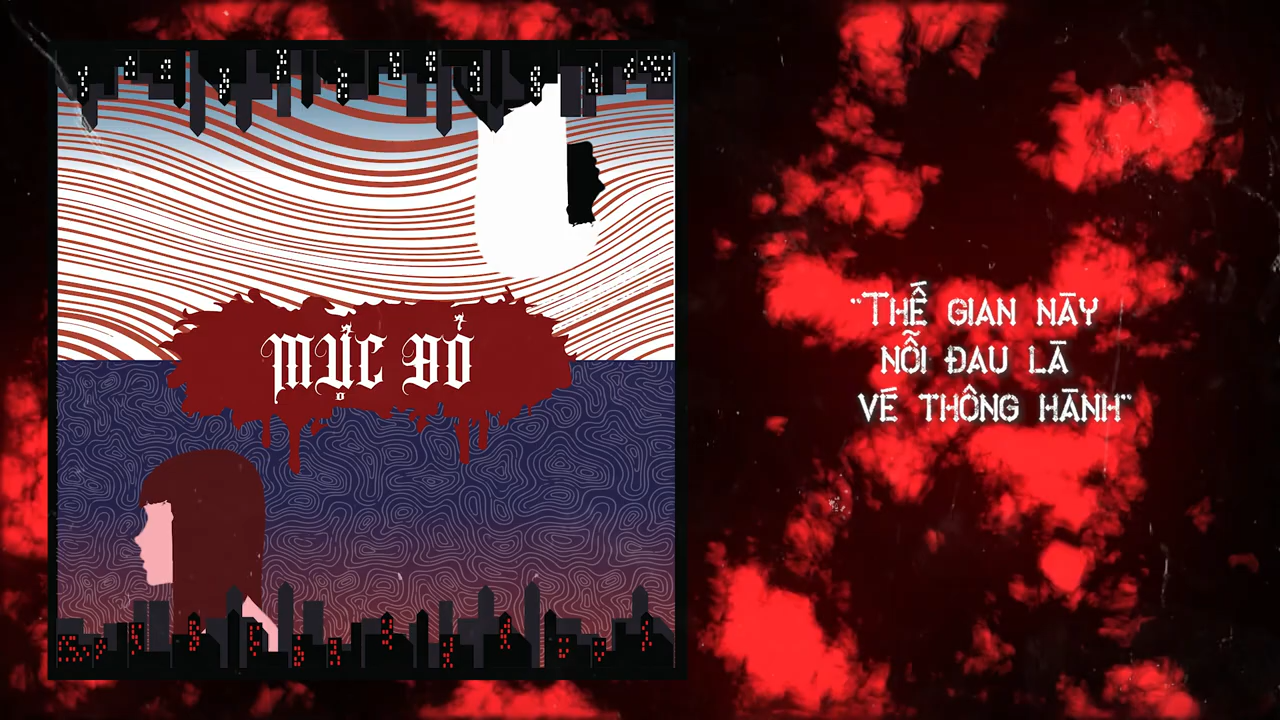 MỰC ĐỎ
"THẾ GIAN NÀY
NỖI ĐAU LÀ
VÉ THÔNG HÀNH"